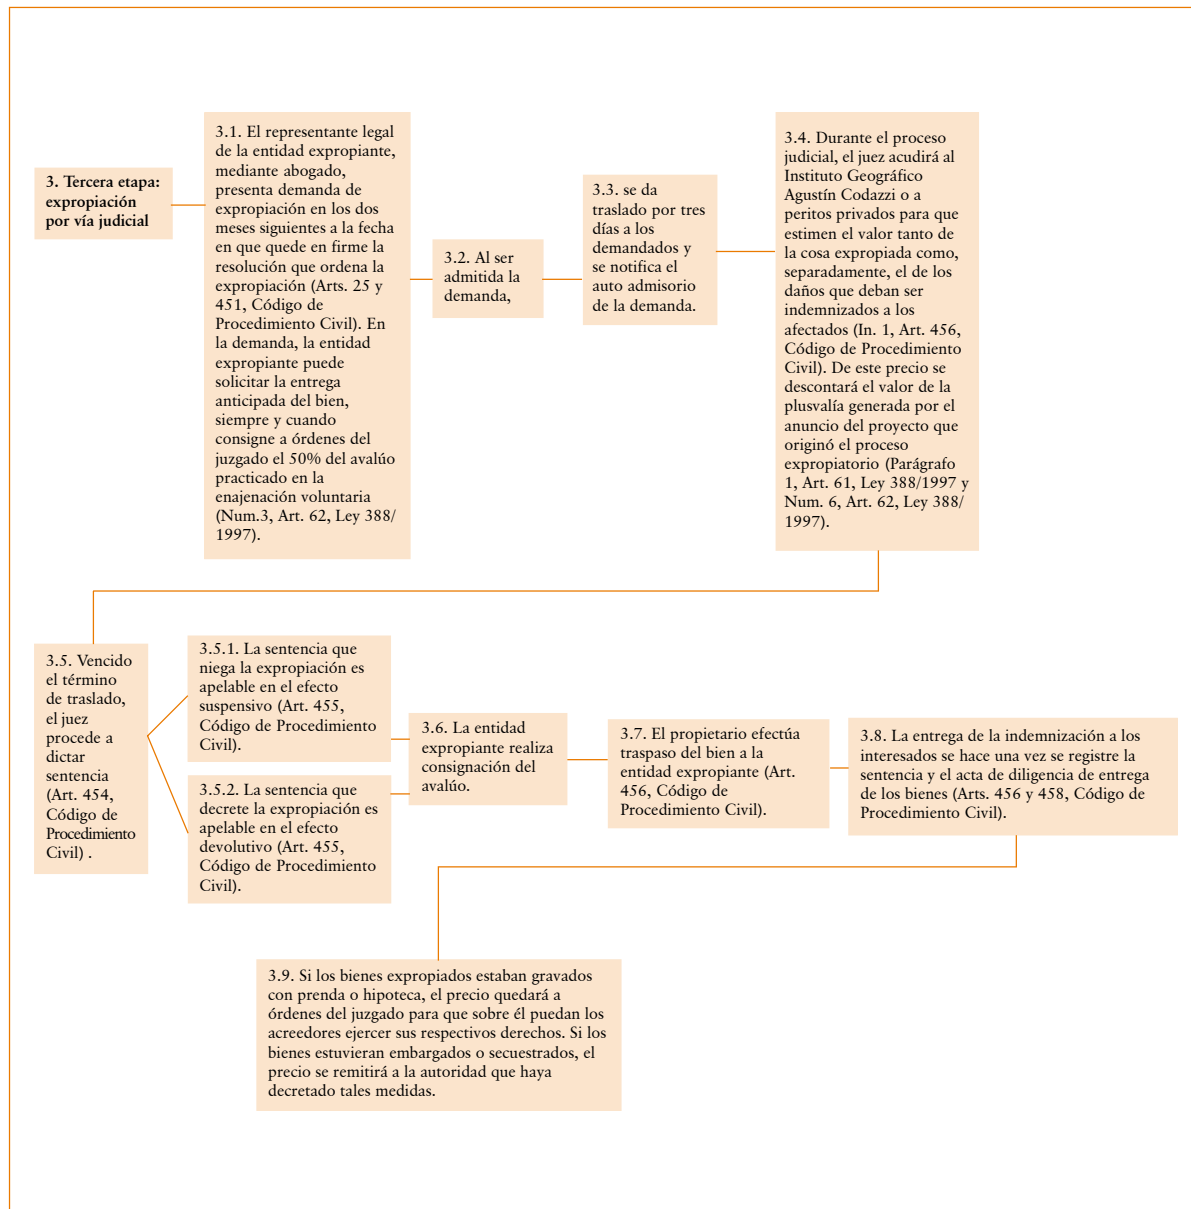 3. Tercera etapa:
expropiación
por vía judicial
3.1. El representante legal
de la entidad expropiante,
mediante abogado,
presenta demanda de
expropiación en los dos
meses siguientes a la fecha
en que quede en firme la
resolución que ordena la
expropiación (Arts. 25 y
451, Código de
Procedimiento Civil). En
la demanda, la entidad
expropiante puede
solicitar la entrega
anticipada del bien,
siempre y cuando
consigne a órdenes del
juzgado el 50% del avalúo
practicado en la
enajenación voluntaria
(Num.3, Art. 62, Ley 388/
1997).
3.2. Al ser
admitida la
demanda,
3.3. se da
traslado por tres
días a los
demandados y
se notifica el
auto admisorio
de la demanda.
3.4. Durante el proceso
judicial, el juez acudirá al
Instituto Geográfico
Agustín Codazzi o a
peritos privados para que
estimen el valor tanto de
la cosa expropiada como,
separadamente, el de los
daños que deban ser
indemnizados a los
afectados (In. 1, Art. 456,
Código de Procedimiento
Civil). De este precio se
descontará el valor de la
plusvalía generada por el
anuncio del proyecto que
originó el proceso
expropiatorio (Parágrafo
1, Art. 61, Ley 388/1997 y
Num. 6, Art. 62, Ley 388/
1997).
3.5. Vencido
el término
de traslado,
el juez
procede a
dictar
sentencia
(Art. 454,
Código de
Procedimiento
Civil) .
3.5.1. La sentencia que
niega la expropiación es
apelable en el efecto
suspensivo (Art. 455,
Código de Procedimiento
Civil).
3.5.2. La sentencia que
decrete la expropiación es
apelable en el efecto
devolutivo (Art. 455,
Código de Procedimiento
Civil).
3.6. La entidad
expropiante realiza
consignación del
avalúo.
3.7. El propietario efectúa
traspaso del bien a la
entidad expropiante (Art.
456, Código de
Procedimiento Civil).
3.8. La entrega de la indemnización a los
interesados se hace una vez se registre la
sentencia y el acta de diligencia de entrega
de los bienes (Arts. 456 y 458, Código de
Procedimiento Civil).
3.9. Si los bienes expropiados estaban gravados
con prenda o hipoteca, el precio quedará a
órdenes del juzgado para que sobre él puedan los
acreedores ejercer sus respectivos derechos. Si los
bienes estuvieran embargados o secuestrados, el
precio se remitirá a la autoridad que haya
decretado tales medidas.